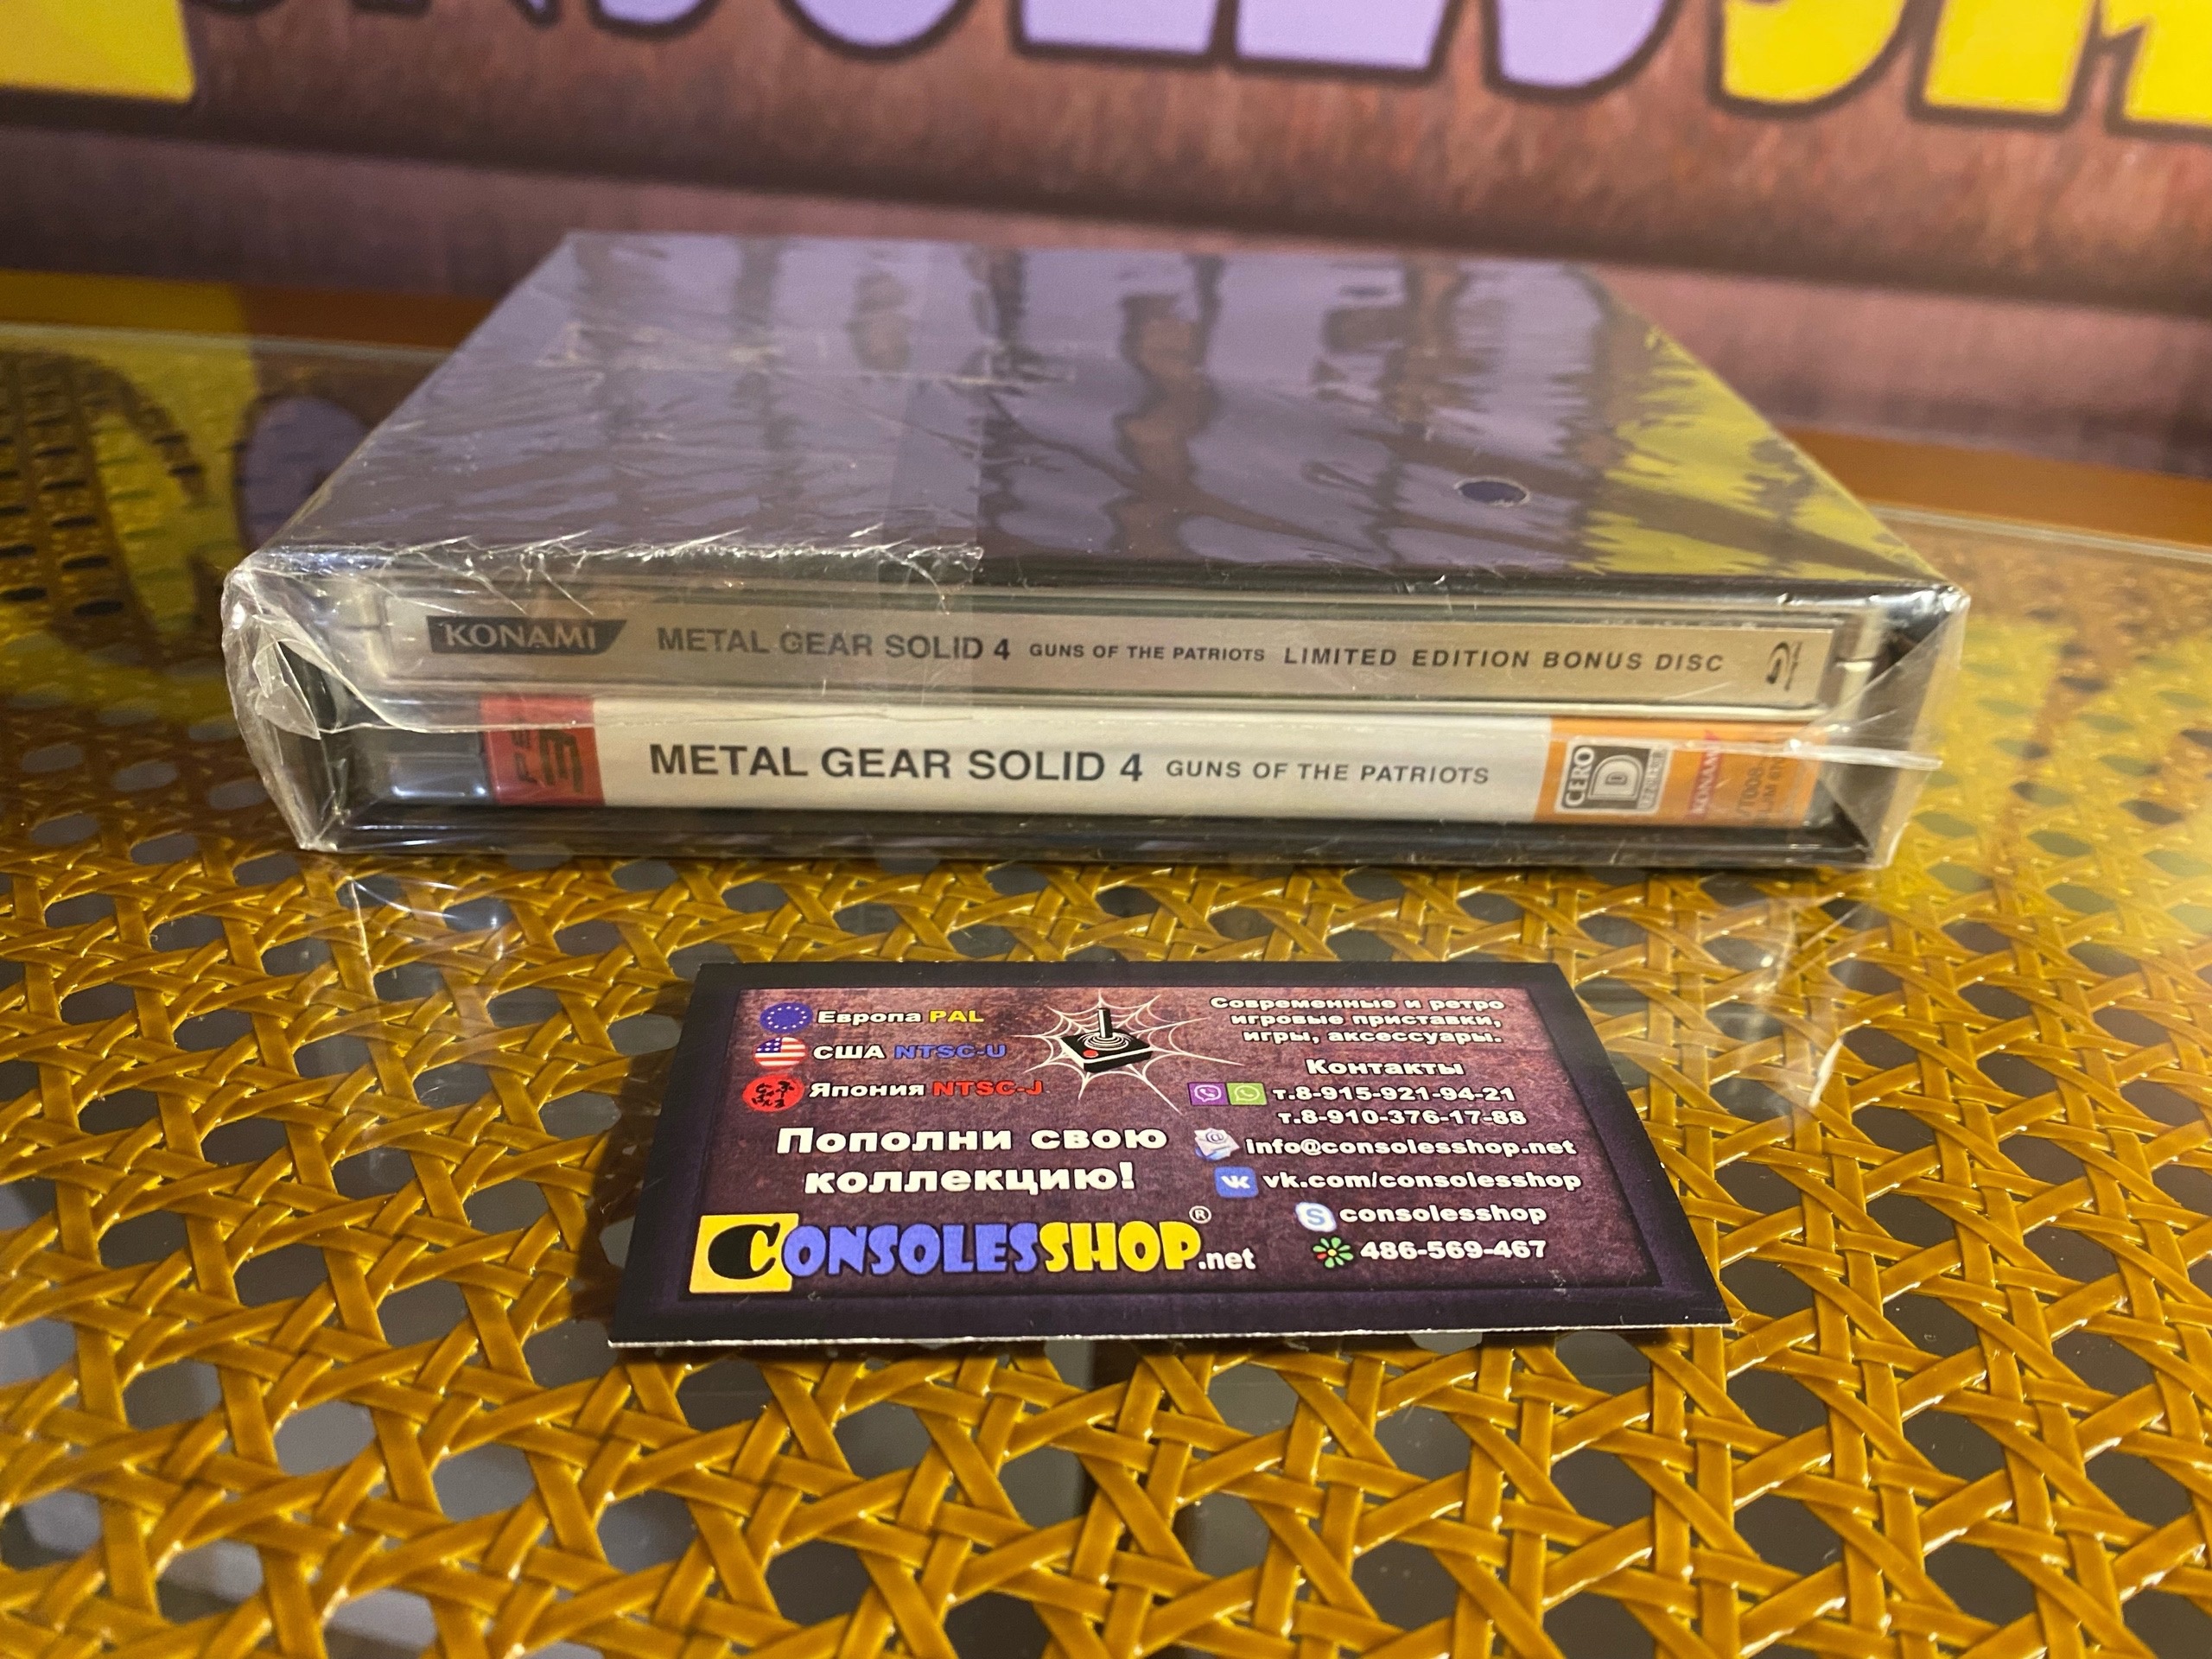 ONSOLESSH
KONAMI METAL GEAR SOLID 4 GUNS OF THE PATRIOTS LIMITED EDITION BONUS DISC
METAL GEAR SOLID 4 GUNS OF THE PATRIOTS CERO D KONAMI
Европа PAL
США NTSC-U
Япония NTSC-J
Пополни свою
коллекцию!
CONSOLESSHOP.net ®
Современные и ретро
игровые приставки,
игры, аксессуары.
Контакты
т.8-915-921-94-21
т.8-910-376-17-88
info@consolesshop.net
vk.com/consolesshop
consolesshop
486-569-467